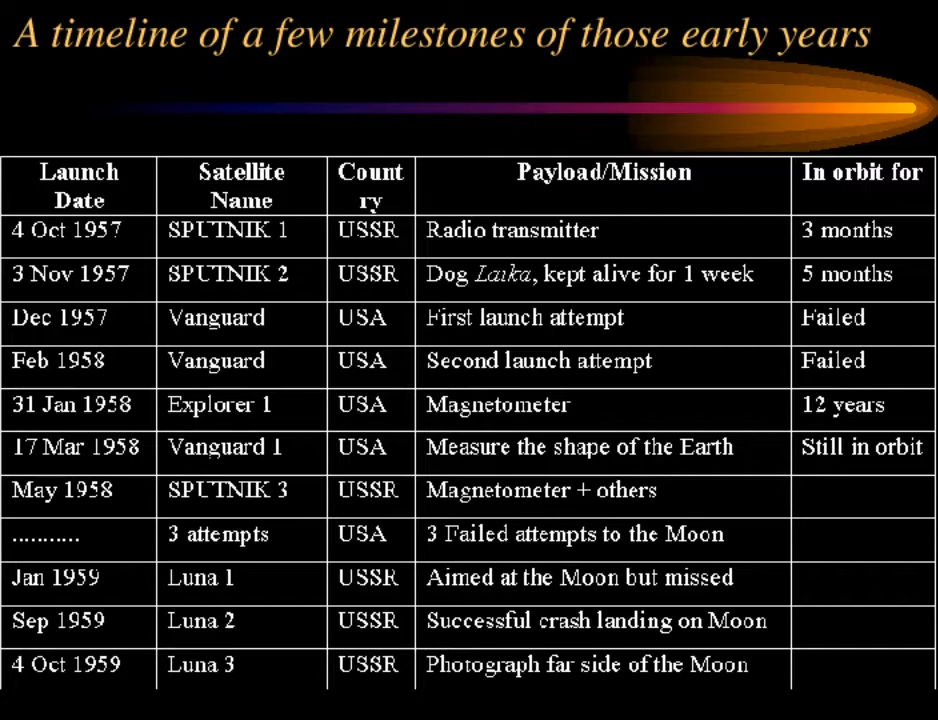 A timeline of a few milestones of those early years
Launch Date Satellite Name Count ry Payload/Mission In orbit for
4 Oct 1957 SPUTNIK 1 USSR Radio transmitter 3 months
3 Nov 1957 SPUTNIK 2 USSR Dog Laika, kept alive for 1 week 5 months
Dec 1957 Vanguard USA First launch attempt Failed
Feb 1958 Vanguard USA Second launch attempt Failed
31 Jan 1958 Explorer 1 USA Magnetometer 12 years
17 Mar 1958 Vanguard 1 USA Measure the shape of the Earth Still in orbit
May 1958 SPUTNIK 3 USSR Magnetometer + others
........... 3 attempts USA 3 Failed attempts to the Moon
Jan 1959 Luna 1 USSR Aimed at the Moon but missed
Sep 1959 Luna 2 USSR Successful crash landing on Moon
4 Oct 1959 Luna 3 USSR Photograph far side of the Moon